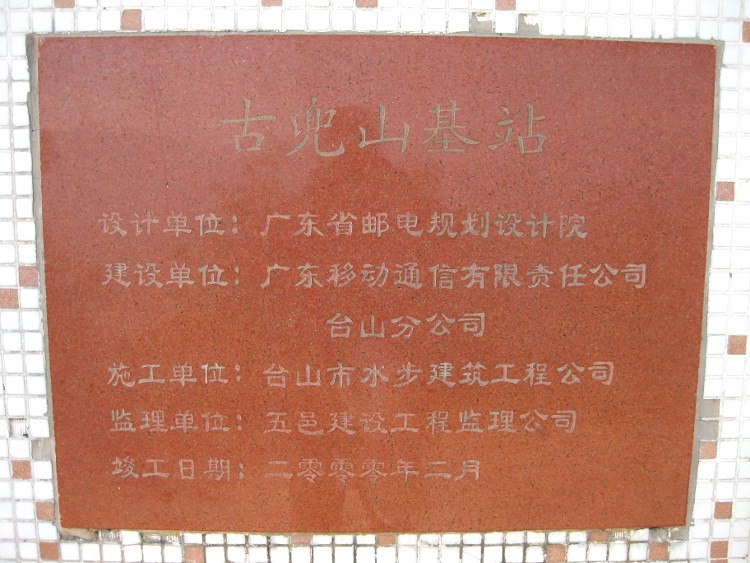 古兜山基站
设计单位：广东省邮电规划设计院
建设单位：广东移动通信有限责任公司
台山分公司
施工单位：台山市水步建筑工程公司
监理单位：五邑建设工程监理公司
竣工日期：二零零零年二月